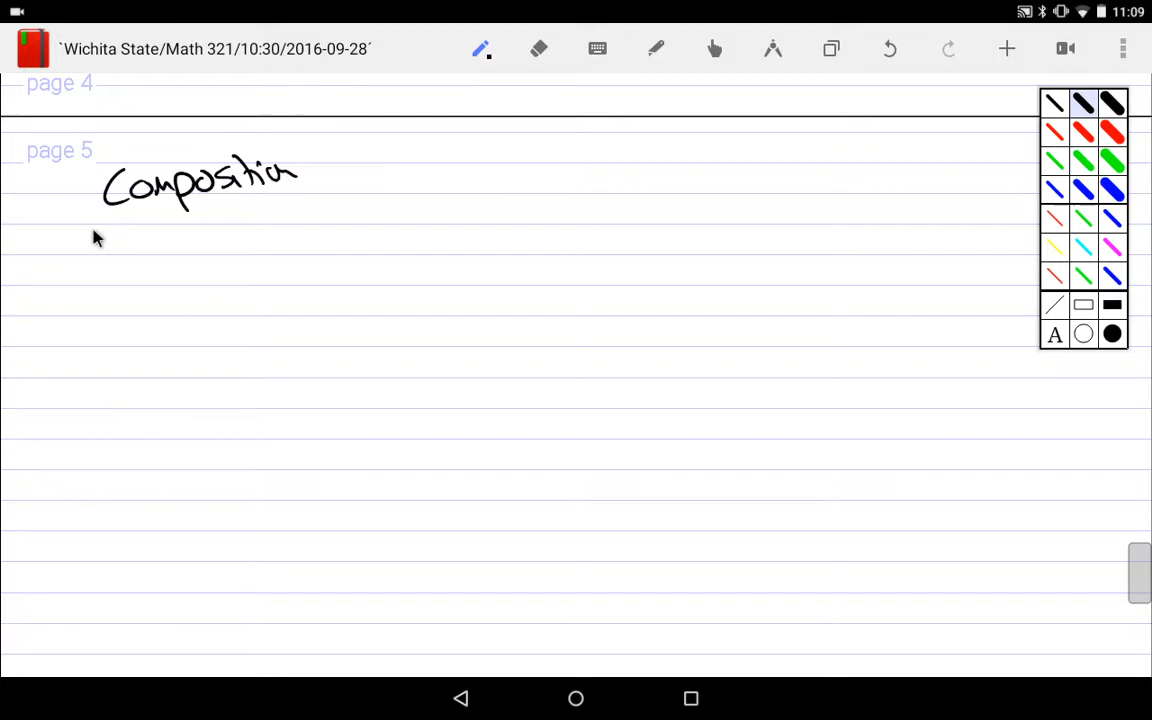 11:09
`Wichita State/Math 321/10:30/2016-09-28´
page 4
page 5
Composition
A